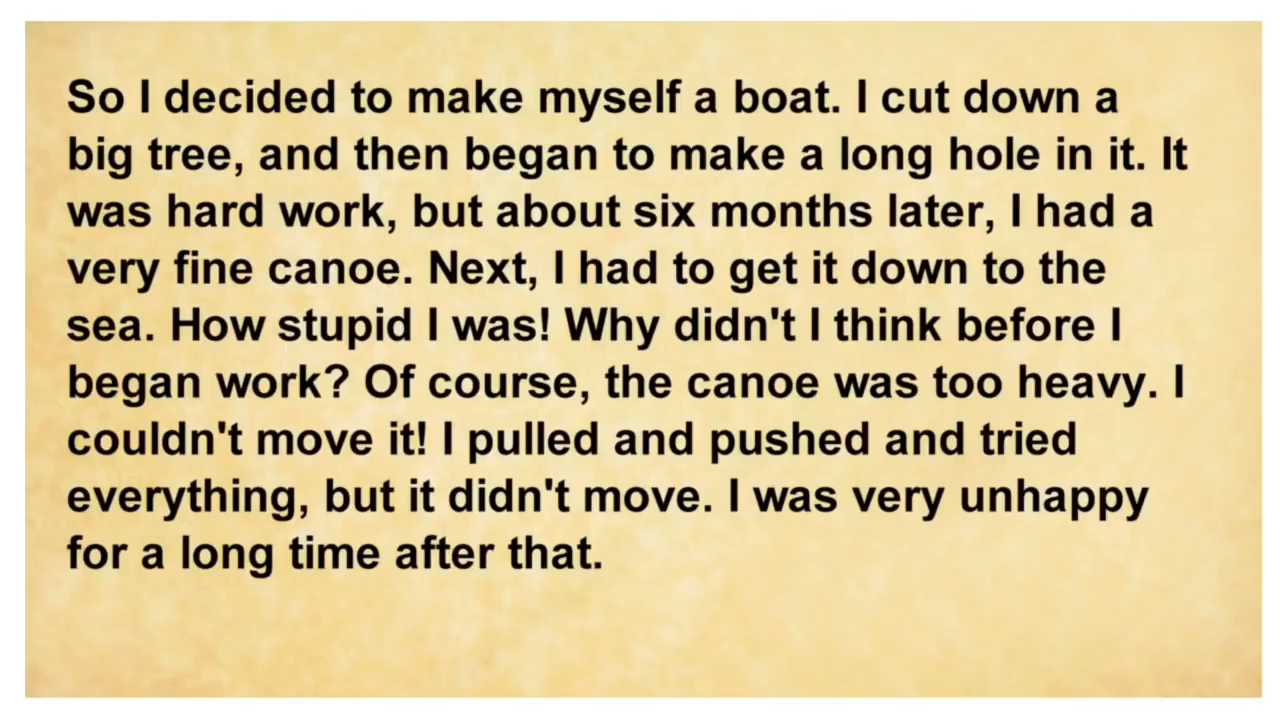 So I decided to make myself a boat. I cut down a
big tree, and then began to make a long hole in it. It
was hard work, but about six months later, I had a
very fine canoe. Next, I had to get it down to the
sea. How stupid I was! Why didn't I think before I
began work? Of course, the canoe was too heavy. I
couldn't move it! I pulled and pushed and tried
everything, but it didn't move. I was very unhappy
for a long time after that.